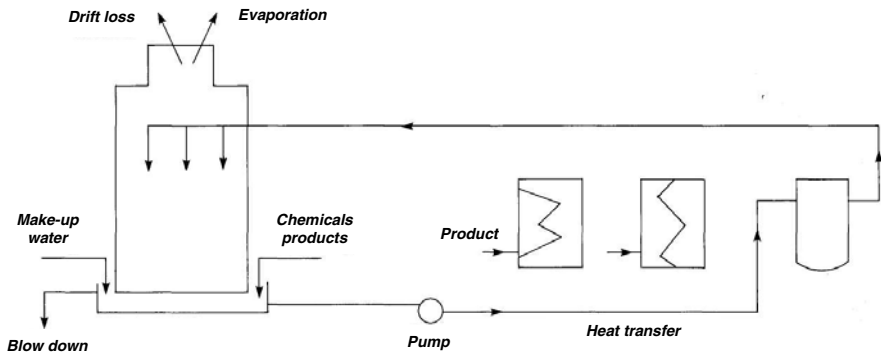 Drift loss
Evaporation
Make-up
water
Chemicals
products
Product
Blow down
Pump
Heat transfer